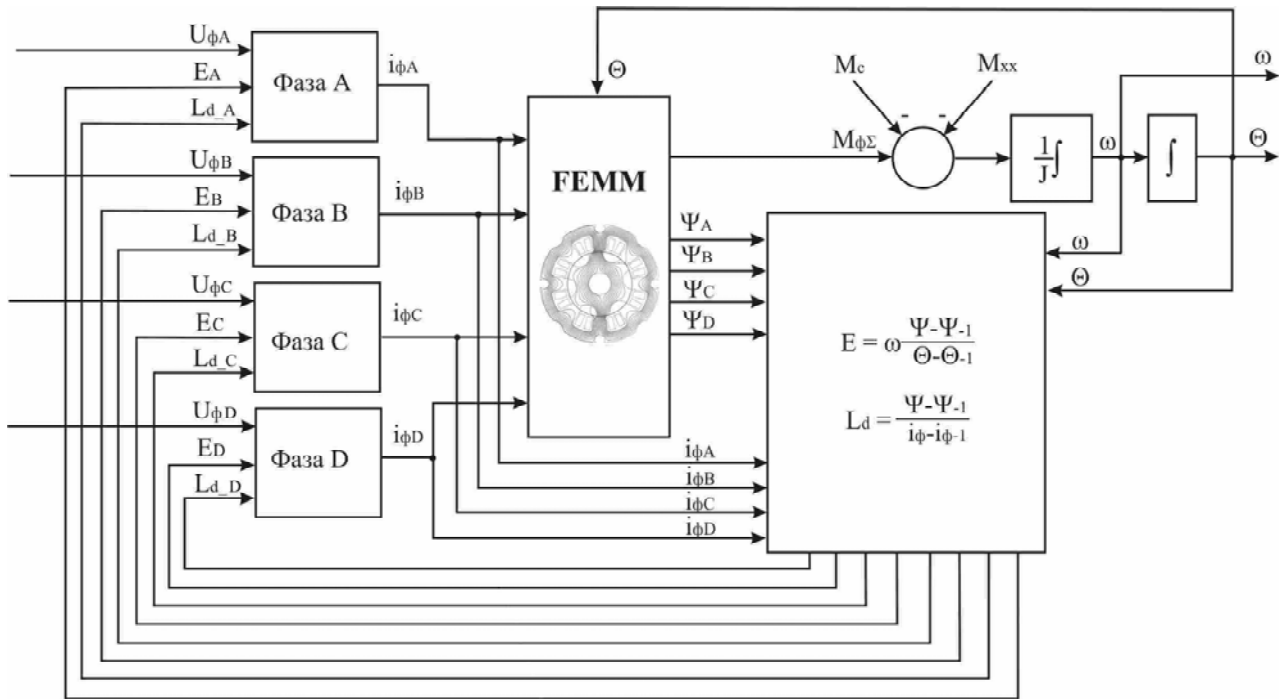 UфA
EA
Ld_A
Фаза A
iфA
UфB
EB
Ld_B
Фаза B
iфB
UфC
EC
Ld_C
Фаза C
iфC
UфD
ED
Ld_D
Фаза D
iфD
Θ
FEMM
Mc
Mxx
- -
MфΣ
1/J ∫
ω
∫
ω
Θ
ΨA
ΨB
ΨC
ΨD
ω
Θ
E = ω Ψ-Ψ-1 / Θ-Θ-1
Ld = Ψ-Ψ-1 / iф-iф-1
iфA
iфB
iфC
iфD